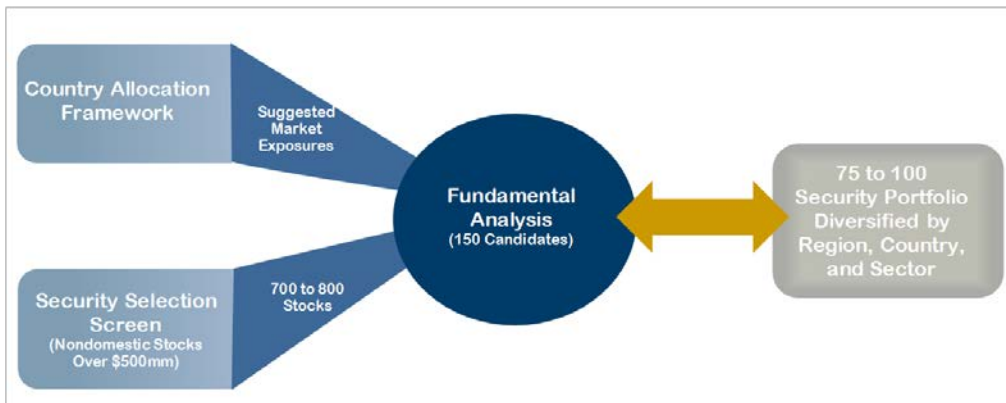 Country Allocation
Framework
Suggested
Market
Exposures
Security Selection
Screen
(Nondomestic Stocks
Over $500mm)
700 to 800
Stocks
Fundamental
Analysis
(150 Candidates)
75 to 100
Security Portfolio
Diversified by
Region, Country,
and Sector